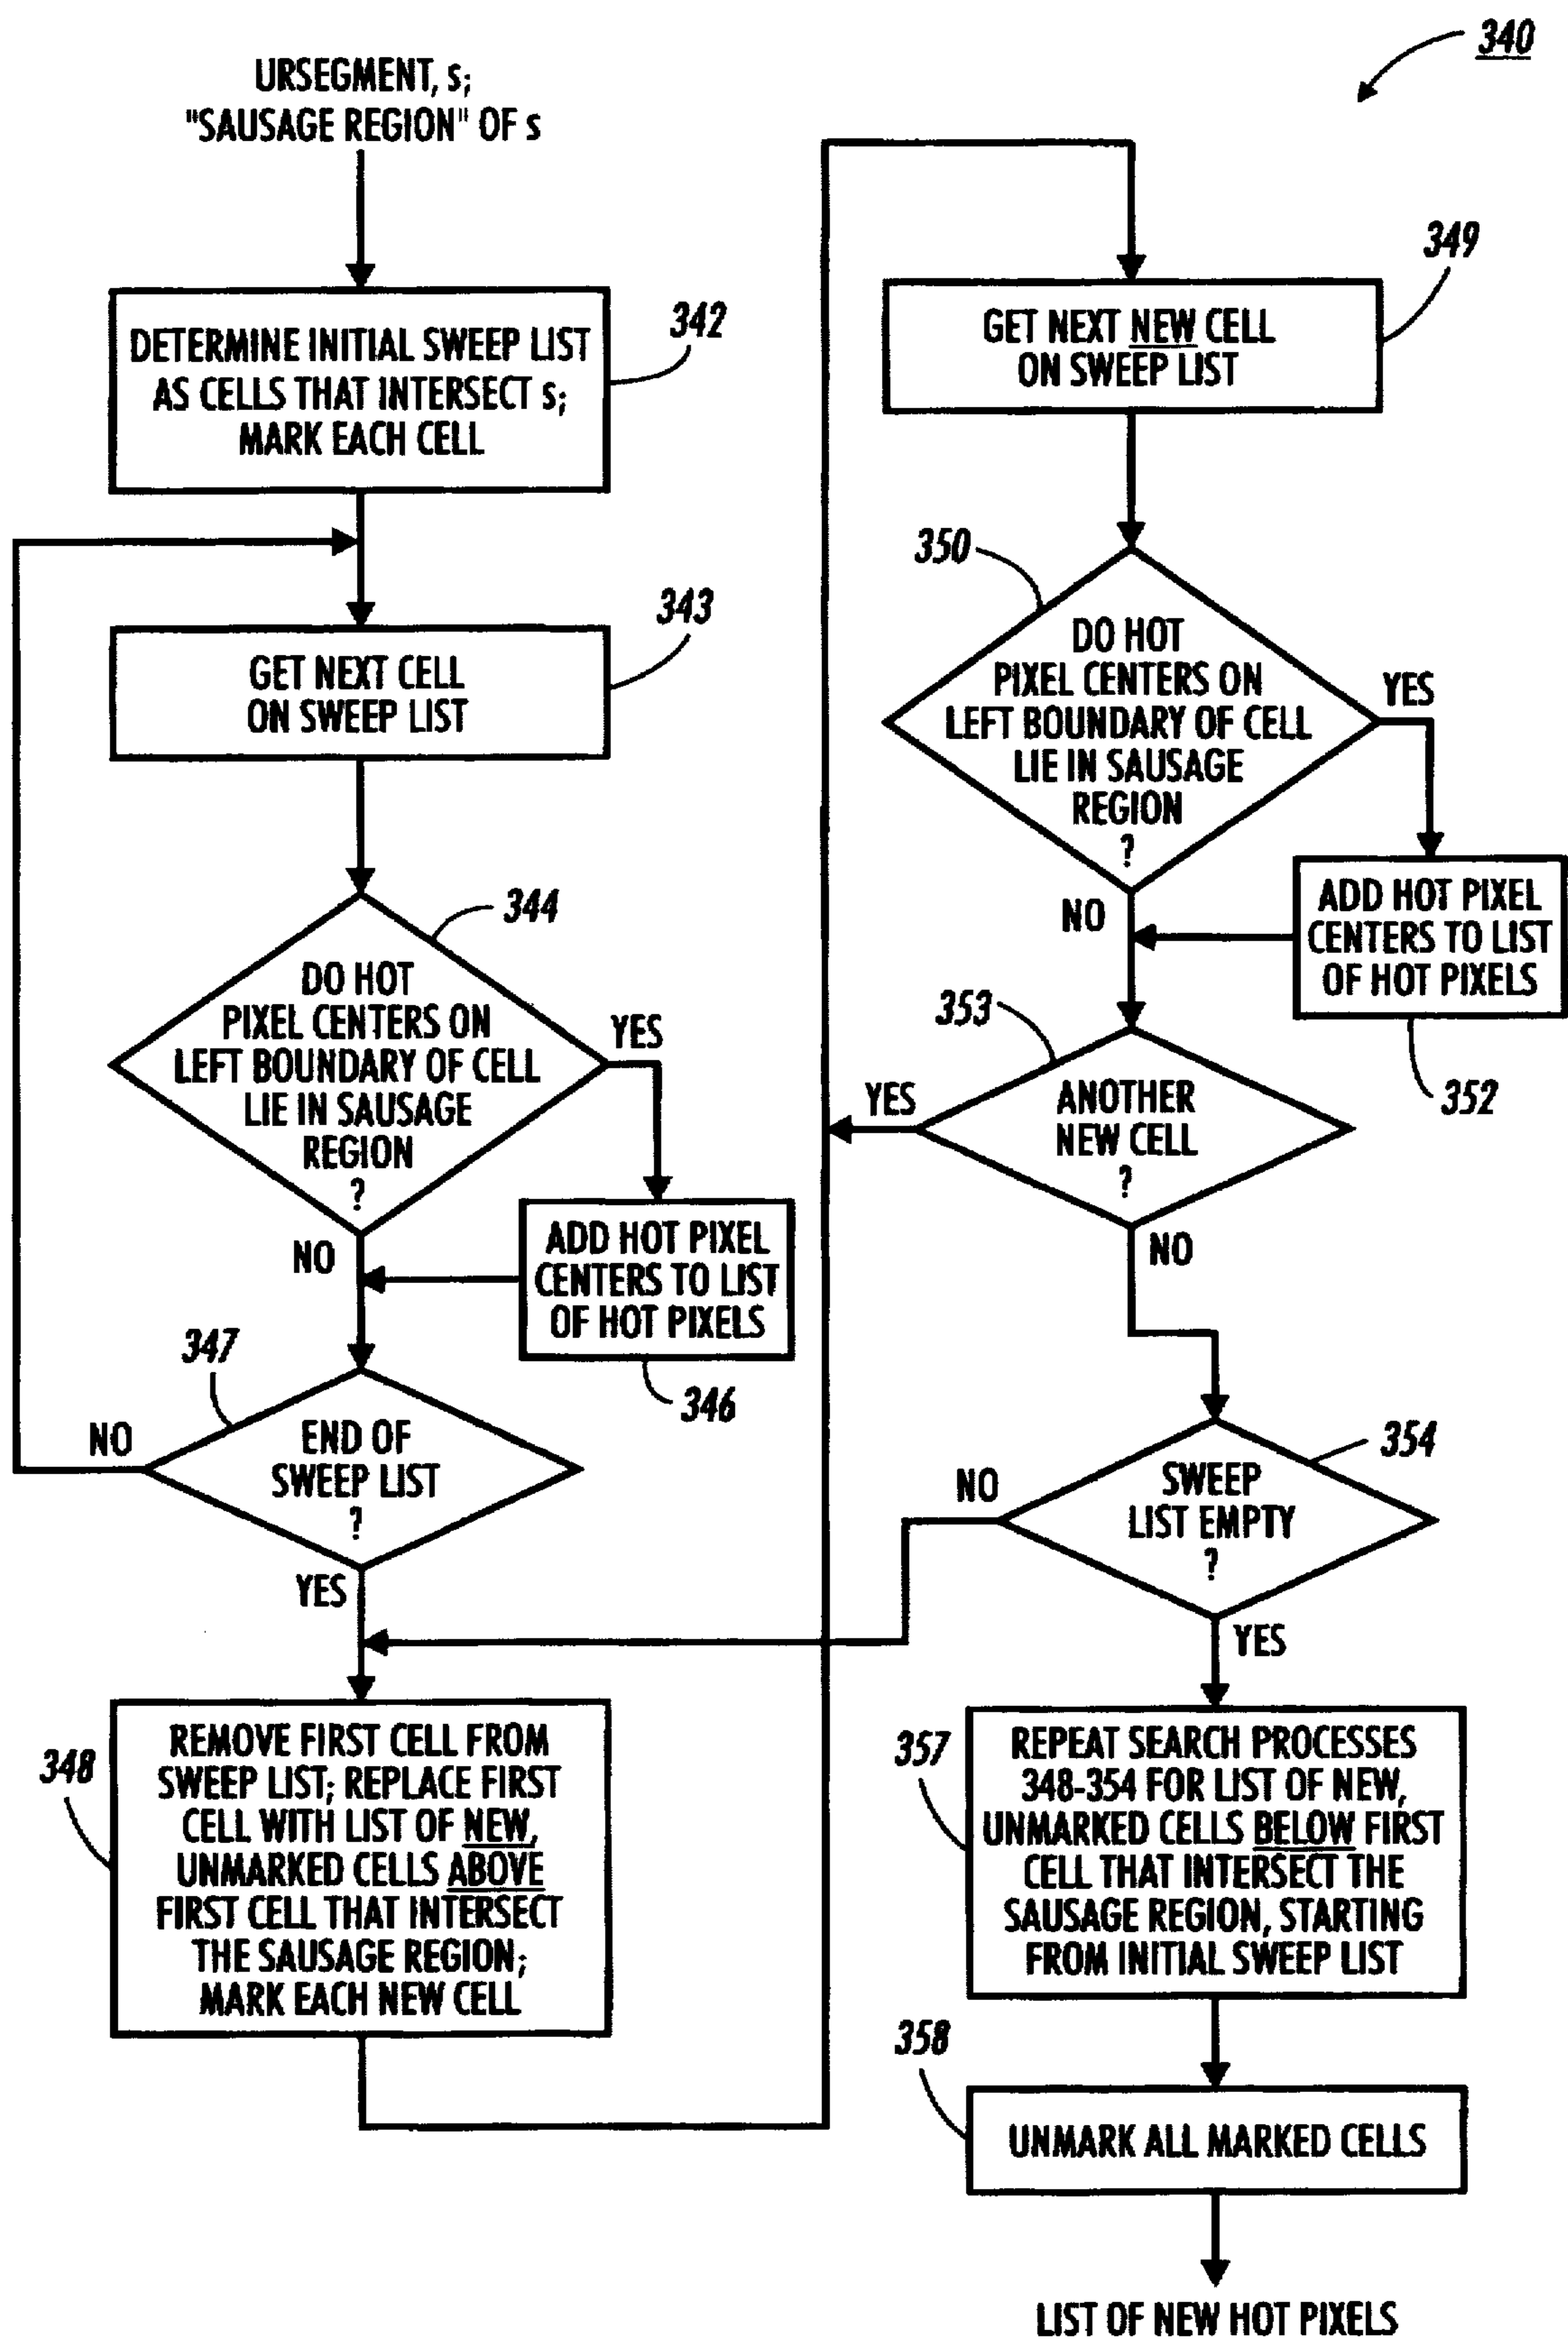 340
URSEGMENT, s;
"SAUSAGE REGION" OF s
342
DETERMINE INITIAL SWEEP LIST
AS CELLS THAT INTERSECT s;
MARK EACH CELL
343
GET NEXT CELL
ON SWEEP LIST
344
DO HOT
PIXEL CENTERS ON
LEFT BOUNDARY OF CELL
LIE IN SAUSAGE
REGION
?
YES
NO
ADD HOT PIXEL
CENTERS TO LIST
OF HOT PIXELS
346
347
END OF
SWEEP LIST
?
NO
YES
348
REMOVE FIRST CELL FROM
SWEEP LIST; REPLACE FIRST
CELL WITH LIST OF NEW,
UNMARKED CELLS ABOVE
FIRST CELL THAT INTERSECT
THE SAUSAGE REGION;
MARK EACH NEW CELL
349
GET NEXT NEW CELL
ON SWEEP LIST
350
DO HOT
PIXEL CENTERS ON
LEFT BOUNDARY OF CELL
LIE IN SAUSAGE
REGION
?
YES
NO
ADD HOT PIXEL
CENTERS TO LIST
OF HOT PIXELS
352
353
ANOTHER
NEW CELL
?
YES
NO
354
SWEEP
LIST EMPTY
?
NO
YES
357
REPEAT SEARCH PROCESSES
348-354 FOR LIST OF NEW,
UNMARKED CELLS BELOW FIRST
CELL THAT INTERSECT THE
SAUSAGE REGION, STARTING
FROM INITIAL SWEEP LIST
358
UNMARK ALL MARKED CELLS
LIST OF NEW HOT PIXELS